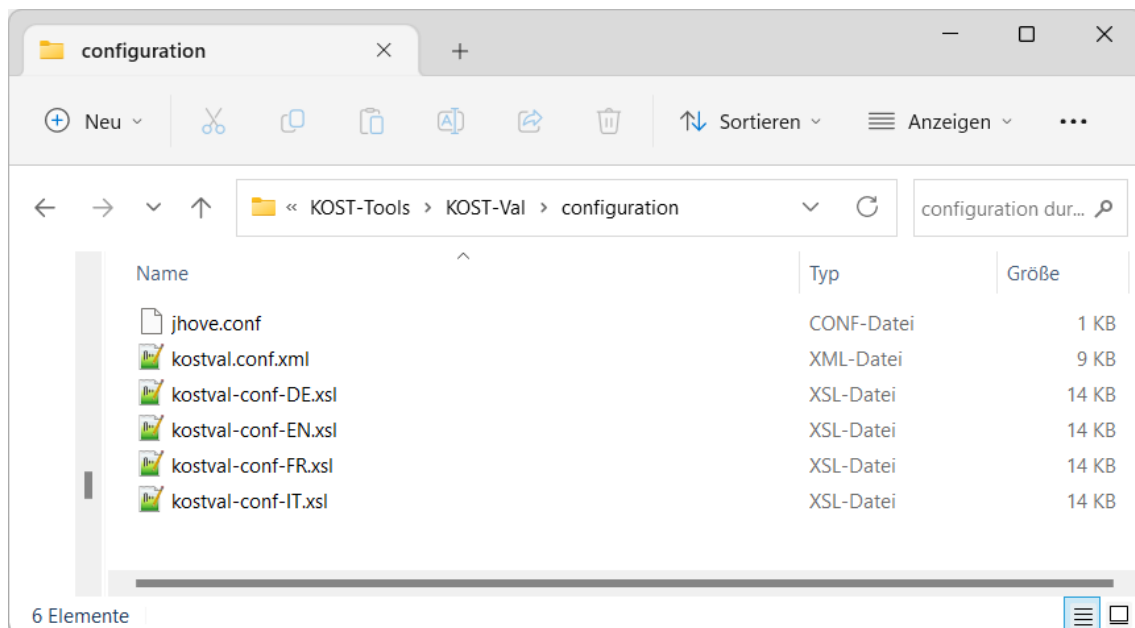 configuration
Neu Sortieren Anzeigen
« KOST-Tools > KOST-Val > configuration configuration dur...
Name Typ Größe
jhove.conf CONF-Datei 1 KB
kostval.conf.xml XML-Datei 9 KB
kostval-conf-DE.xsl XSL-Datei 14 KB
kostval-conf-EN.xsl XSL-Datei 14 KB
kostval-conf-FR.xsl XSL-Datei 14 KB
kostval-conf-IT.xsl XSL-Datei 14 KB
6 Elemente